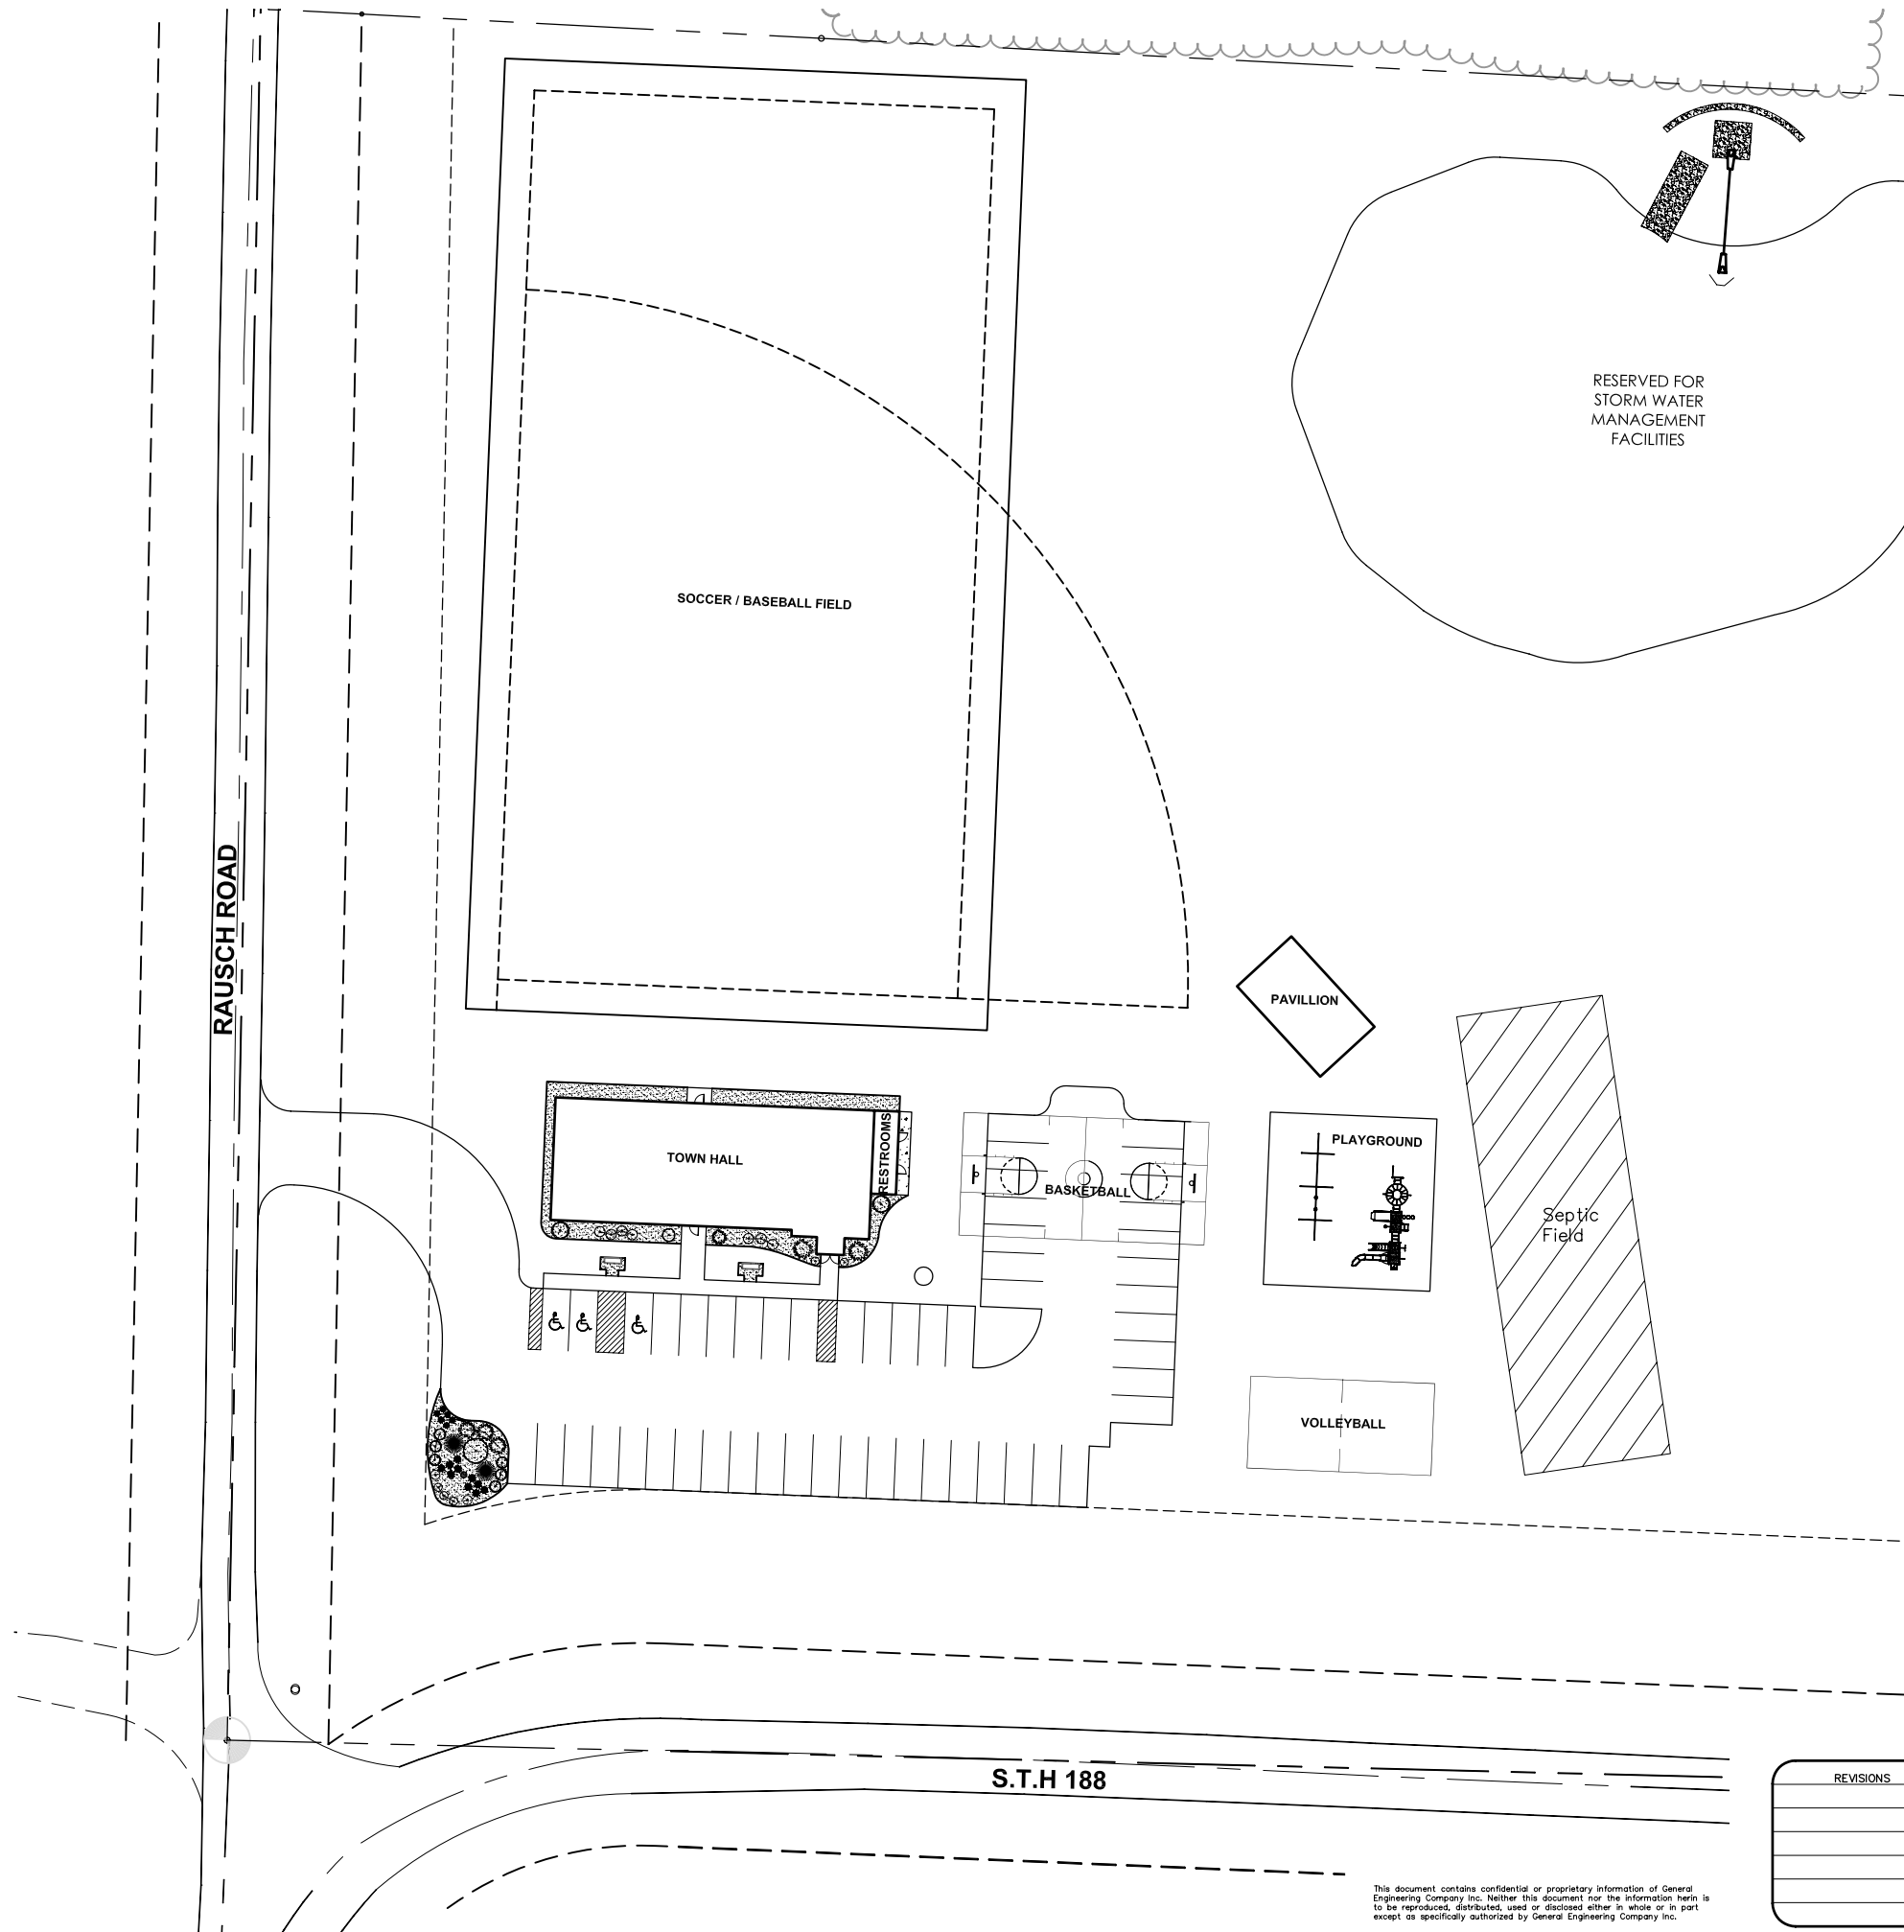 RESERVED FOR
STORM WATER
MANAGEMENT
FACILITIES
SOCCER / BASEBALL FIELD
RAUSCH ROAD
PAVILLION
TOWN HALL
RESTROOMS
BASKETBALL
PLAYGROUND
Septic
Field
VOLLEYBALL
S.T.H 188
REVISIONS
This document contains confidential or proprietary information of General
Engineering Company Inc. Neither this document nor the information herin is
to be reproduced, distributed, used or disclosed either in whole or in part
except as specifically authorized by General Engineering Company Inc.